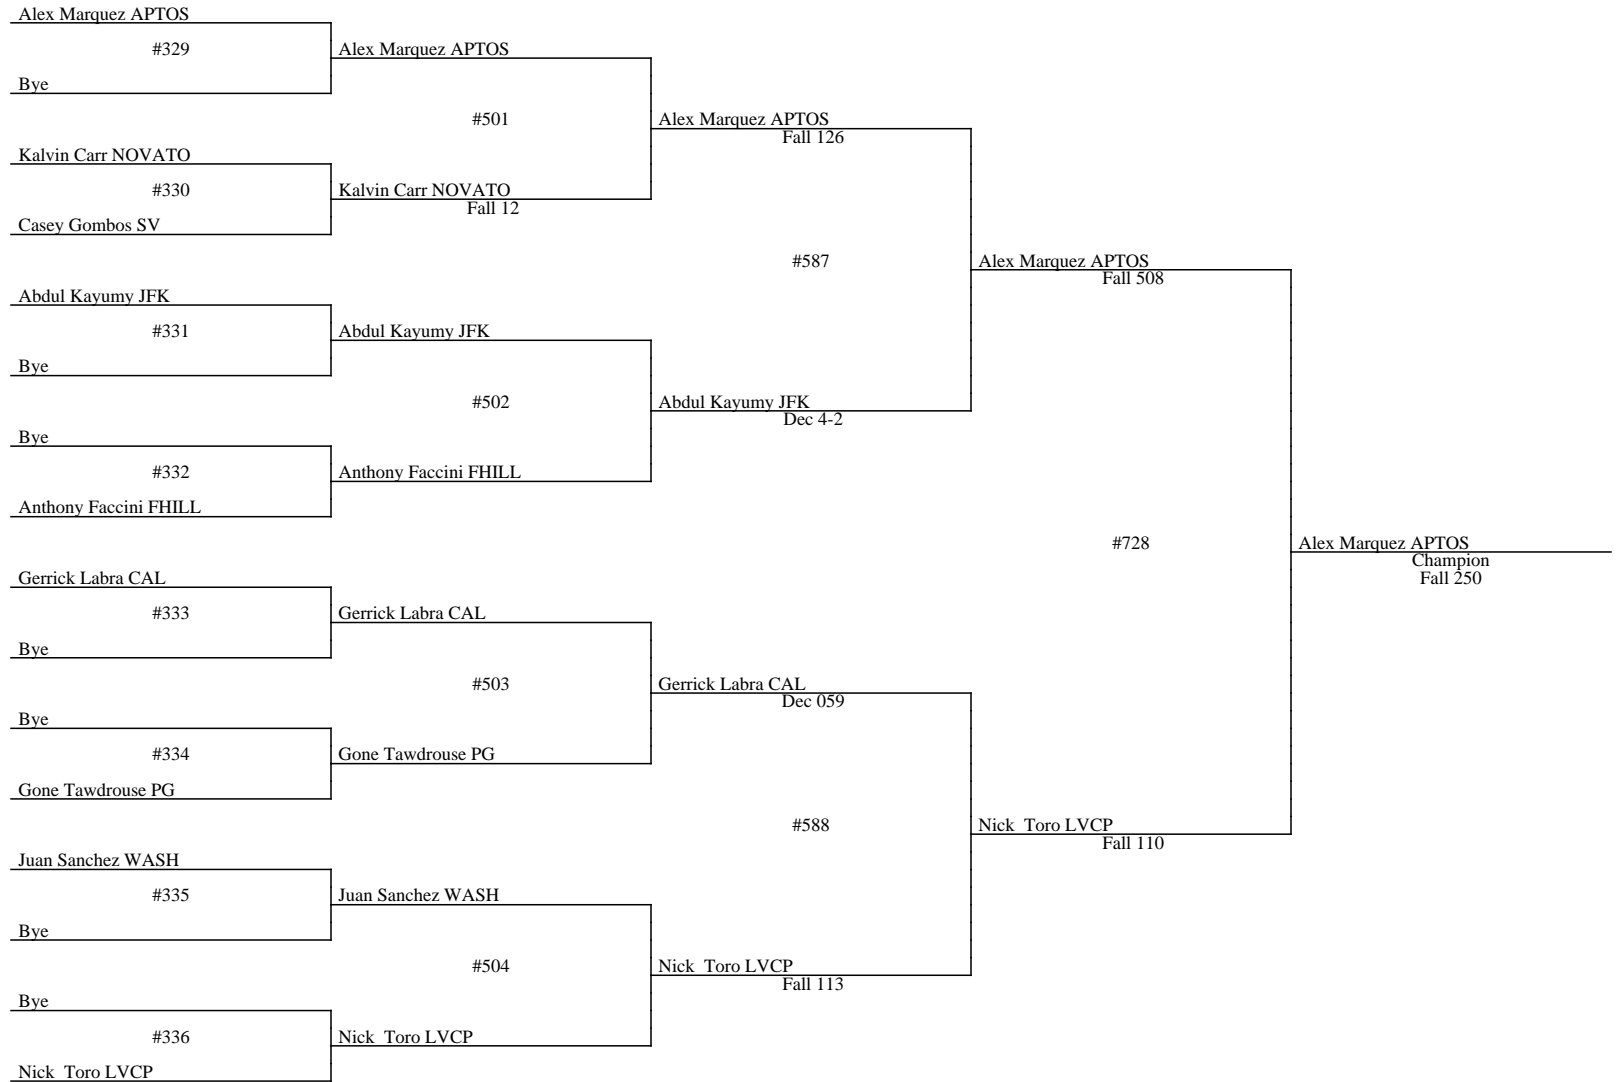 Alex Marquez APTOS
#329
Bye
Alex Marquez APTOS
#501
Kalvin Carr NOVATO
#330
Casey Gombos SV
Kalvin Carr NOVATO
Fall 12
Alex Marquez APTOS
Fall 126
#587
Abdul Kayumy JFK
#331
Bye
Abdul Kayumy JFK
#502
Bye
#332
Anthony Faccini FHILL
Anthony Faccini FHILL
Abdul Kayumy JFK
Dec 4-2
Alex Marquez APTOS
Fall 508
#728
Gerrick Labra CAL
#333
Bye
Gerrick Labra CAL
#503
Bye
#334
Gone Tawdrouse PG
Gone Tawdrouse PG
Gerrick Labra CAL
Dec 059
#588
Juan Sanchez WASH
#335
Bye
Juan Sanchez WASH
#504
Bye
#336
Nick  Toro LVCP
Nick  Toro LVCP
Nick  Toro LVCP
Fall 113
Nick  Toro LVCP
Fall 110
Alex Marquez APTOS
Champion
Fall 250